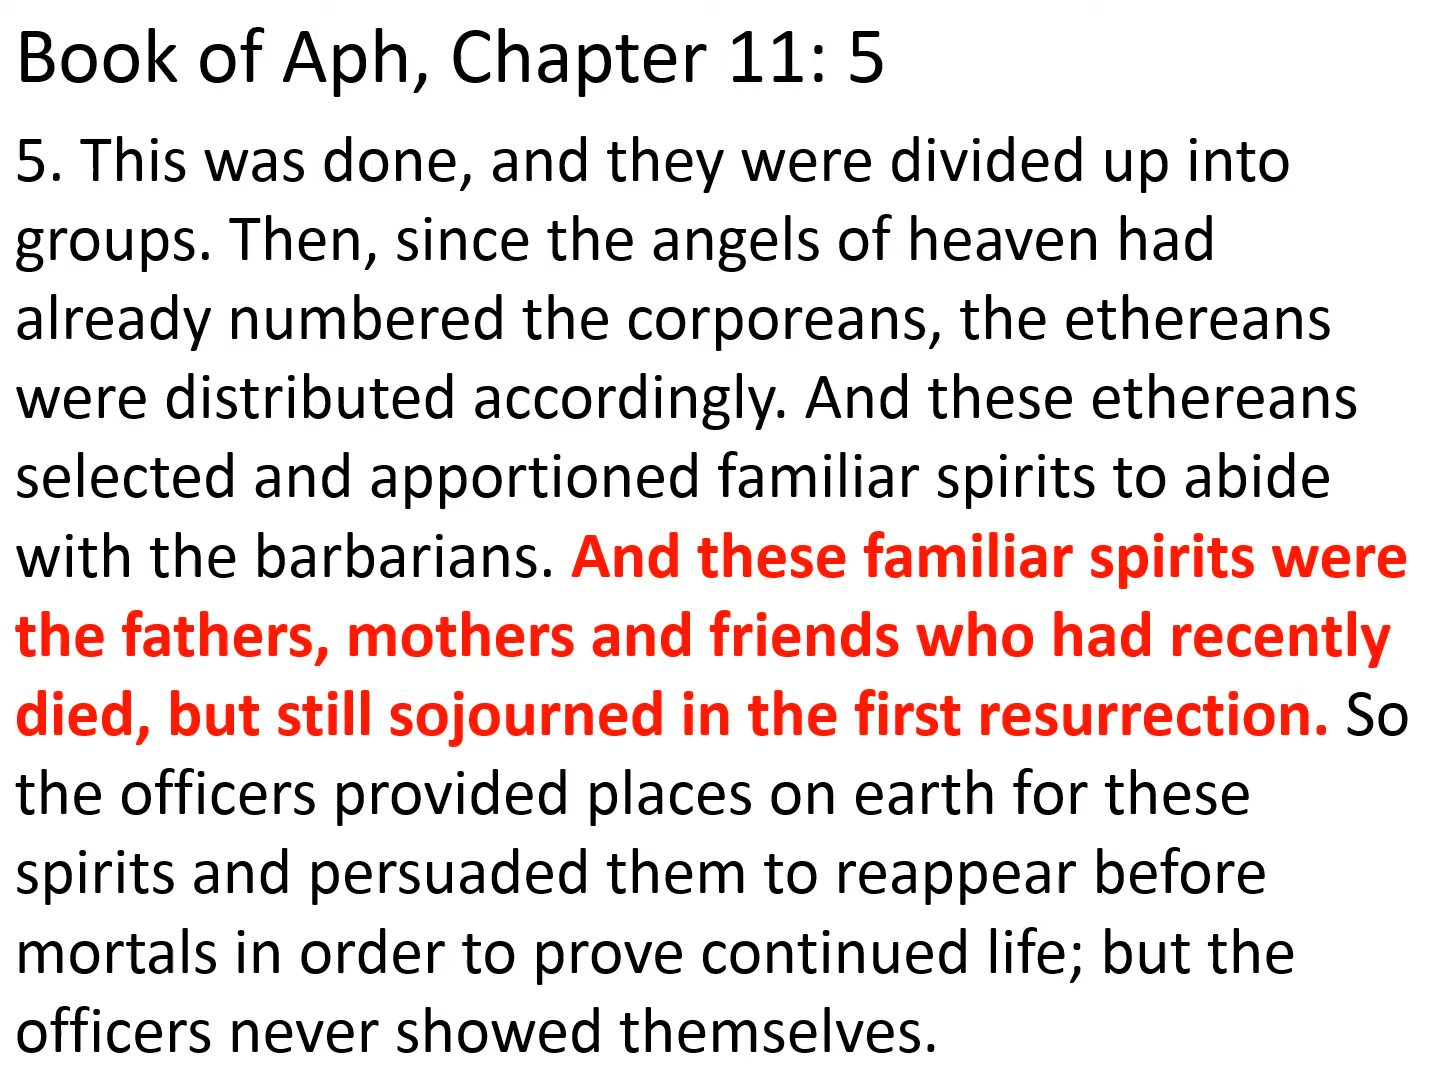 Book of Aph, Chapter 11: 5
5. This was done, and they were divided up into
groups. Then, since the angels of heaven had
already numbered the corporeans, the ethereans
were distributed accordingly. And these ethereans
selected and apportioned familiar spirits to abide
with the barbarians. And these familiar spirits were
the fathers, mothers and friends who had recently
died, but still sojourned in the first resurrection. So
the officers provided places on earth for these
spirits and persuaded them to reappear before
mortals in order to prove continued life; but the
officers never showed themselves.